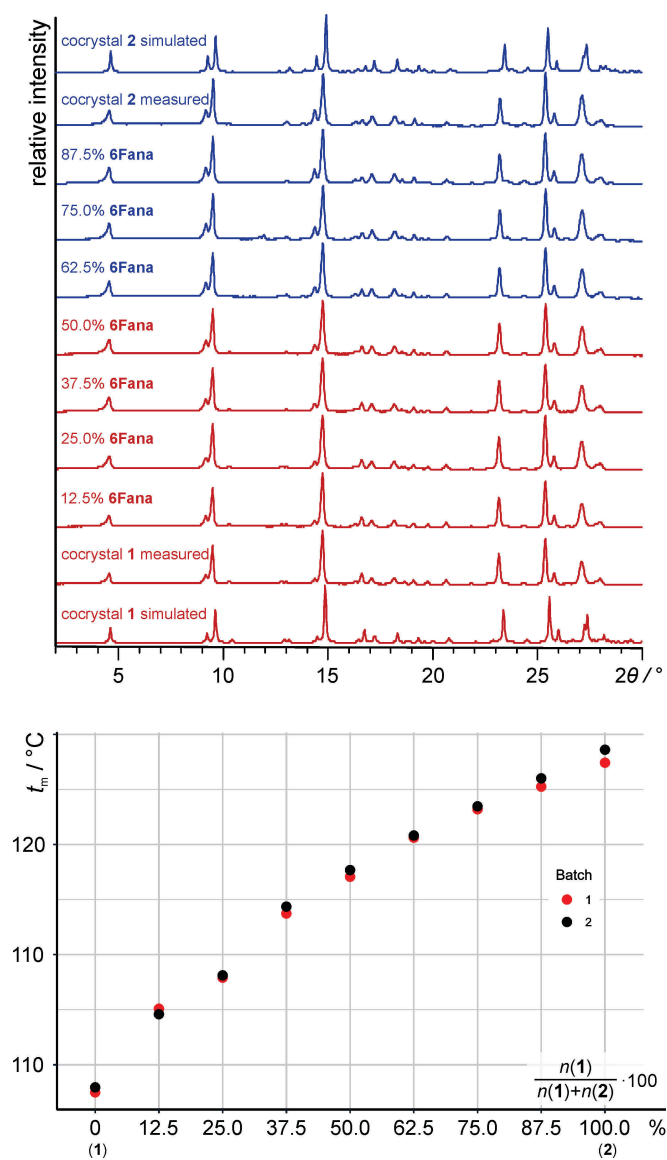 relative intensity
cocrystal 2 simulated
cocrystal 2 measured
87.5% 6Fana
75.0% 6Fana
62.5% 6Fana
50.0% 6Fana
37.5% 6Fana
25.0% 6Fana
12.5% 6Fana
cocrystal 1 measured
cocrystal 1 simulated
5 10 15 20 25 2θ / °
tm / °C
120
110
110
Batch
1
2
n(1)
n(1)+n(2) ·100
0 12.5 25.0 37.5 50.0 62.5 75.0 87.5 100.0 %
(1) (2)